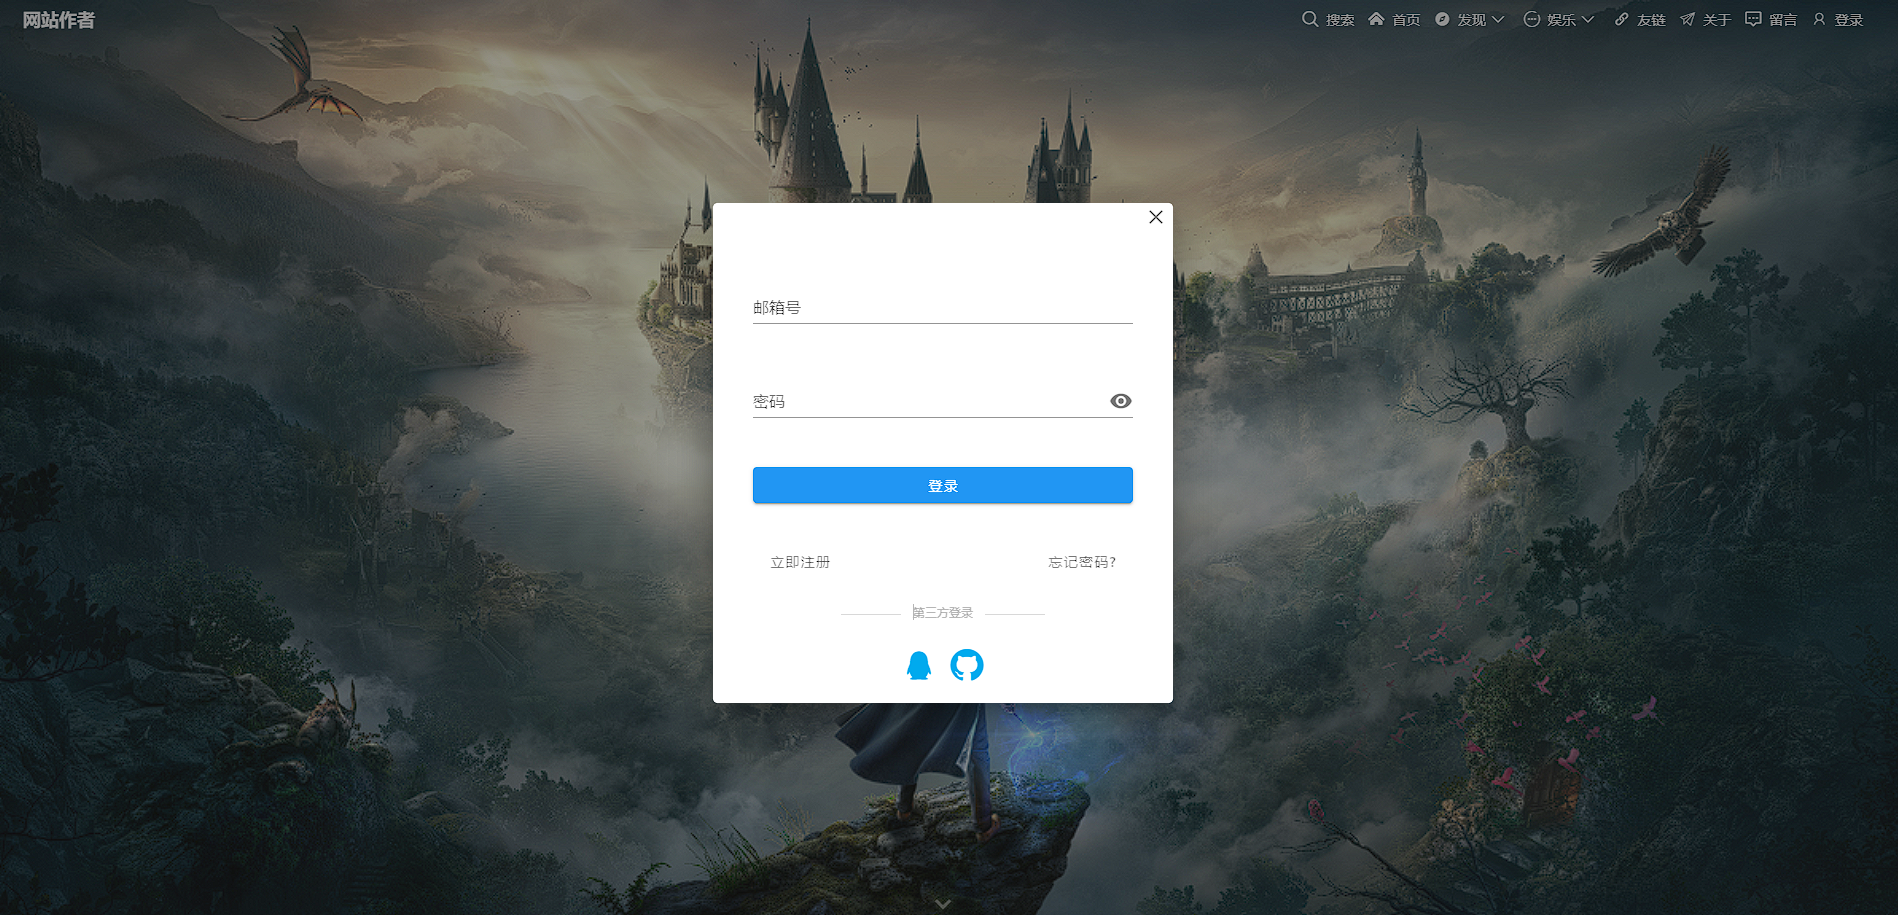 网站作者
搜索 首页 发现 娱乐 友链 关于 留言 登录
邮箱号
密码
登录
立即注册 忘记密码?
第三方登录